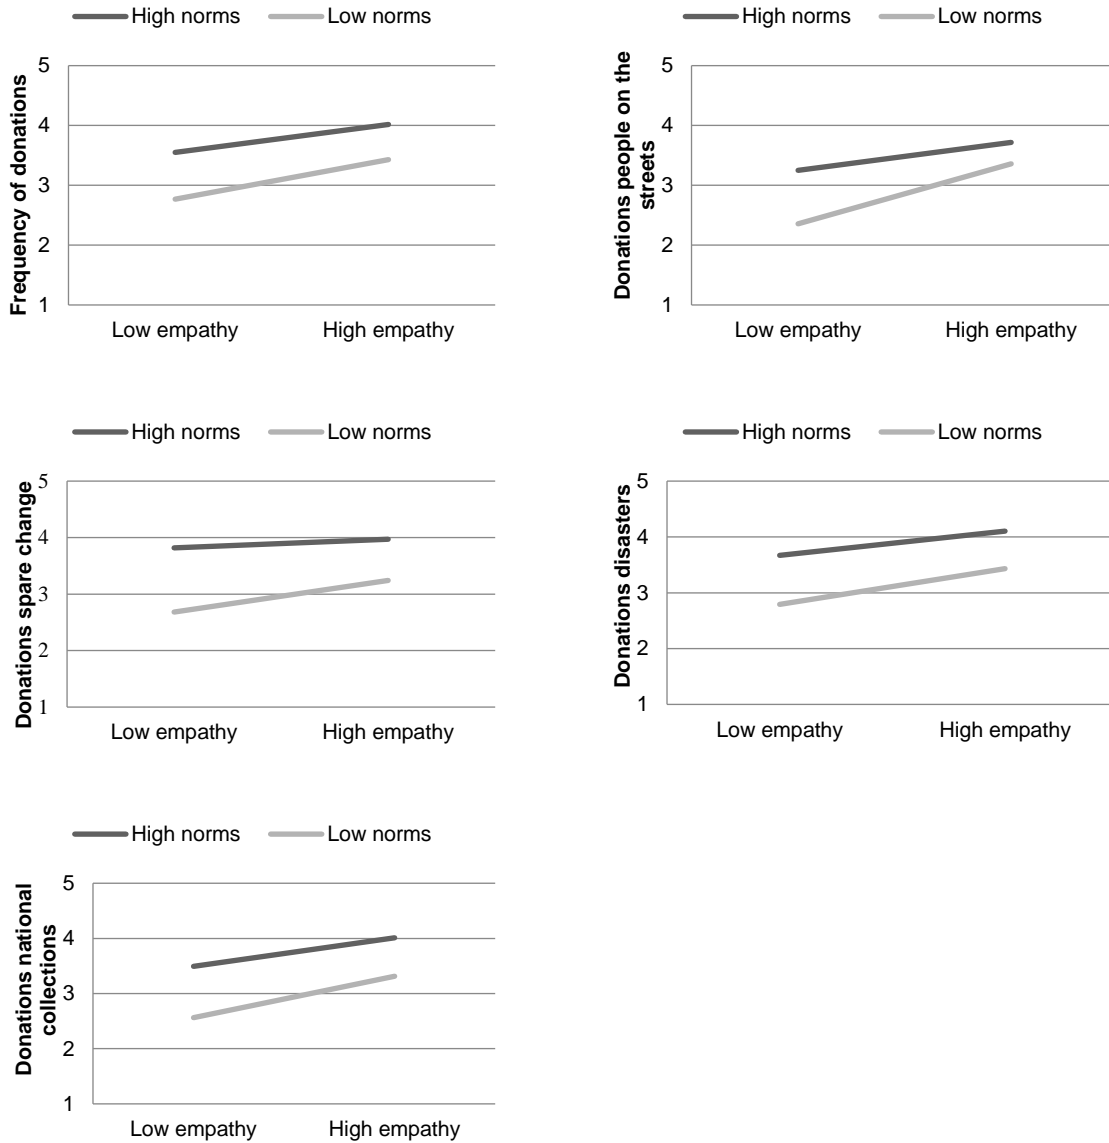 High norms Low norms
Frequency of donations
5
4
3
2
1
Low empathy High empathy
High norms Low norms
Donations people on the
streets
5
4
3
2
1
Low empathy High empathy
High norms Low norms
Donations spare change
5
4
3
2
1
Low empathy High empathy
High norms Low norms
Donations disasters
5
4
3
2
1
Low empathy High empathy
High norms Low norms
Donations national
collections
5
4
3
2
1
Low empathy High empathy